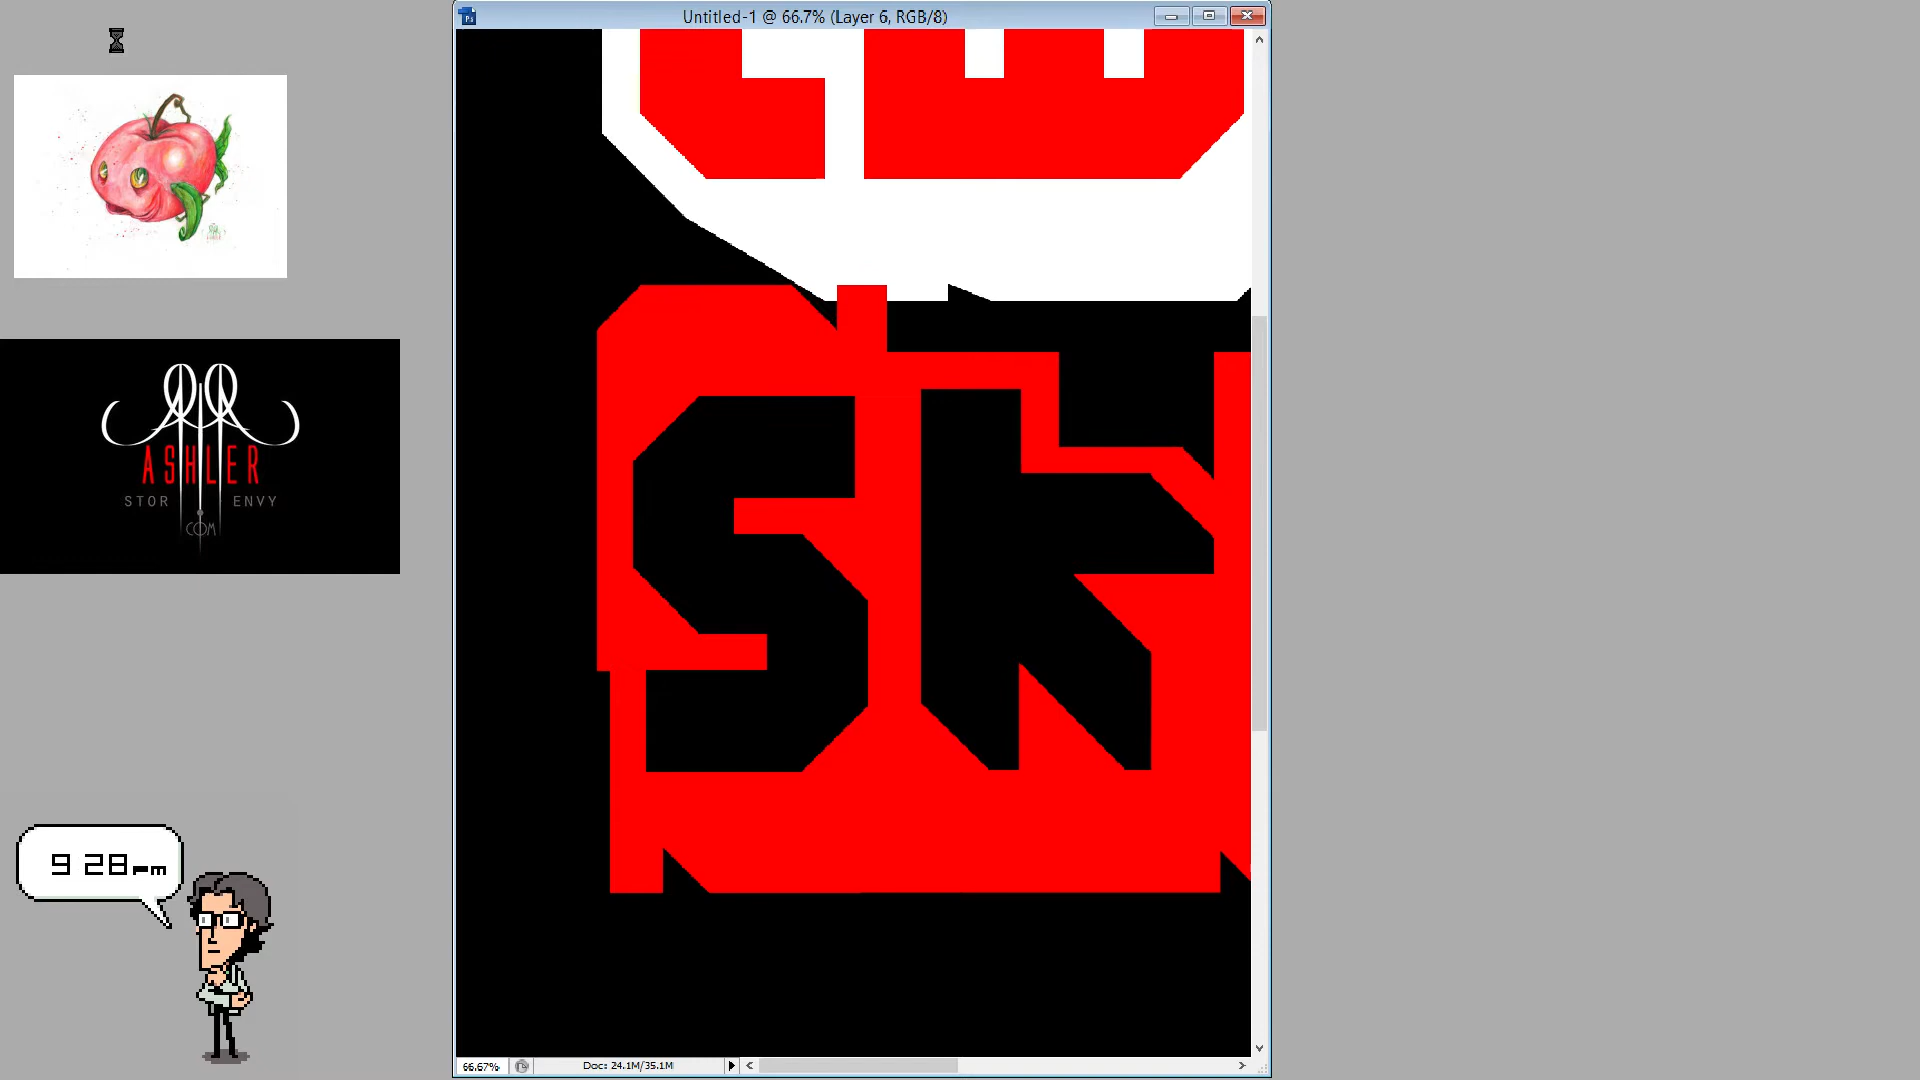 Untitled-1 @ 66.7% (Layer 6, RGB/8)
SK
ASHLER
STOR ENVY
COM
9 28pm
66.67%
Doc: 24.1M/35.1M